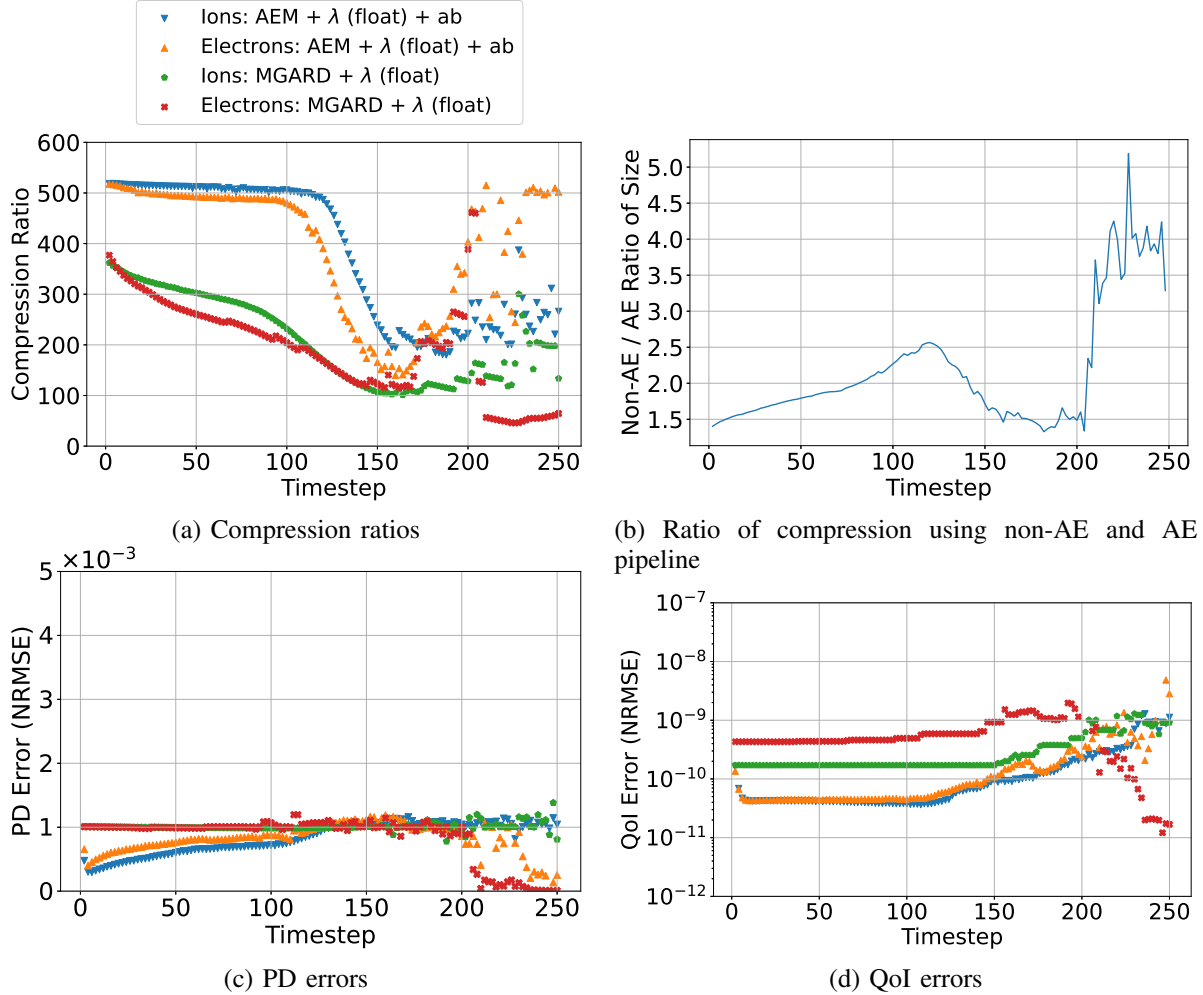 Ions: AEM + λ (float) + ab
Electrons: AEM + λ (float) + ab
Ions: MGARD + λ (float)
Electrons: MGARD + λ (float)
Compression Ratio
600
500
400
300
200
100
0
0 50 100 150 200 250
Timestep
(a) Compression ratios
Non-AE / AE Ratio of Size
5.0
4.5
4.0
3.5
3.0
2.5
2.0
1.5
0 50 100 150 200 250
Timestep
(b) Ratio of compression using non-AE and AE
pipeline
×10⁻³
PD Error (NRMSE)
5
4
3
2
1
0
0 50 100 150 200 250
Timestep
(c) PD errors
QoI Error (NRMSE)
10⁻⁷
10⁻⁸
10⁻⁹
10⁻¹⁰
10⁻¹¹
10⁻¹²
0 50 100 150 200 250
Timestep
(d) QoI errors